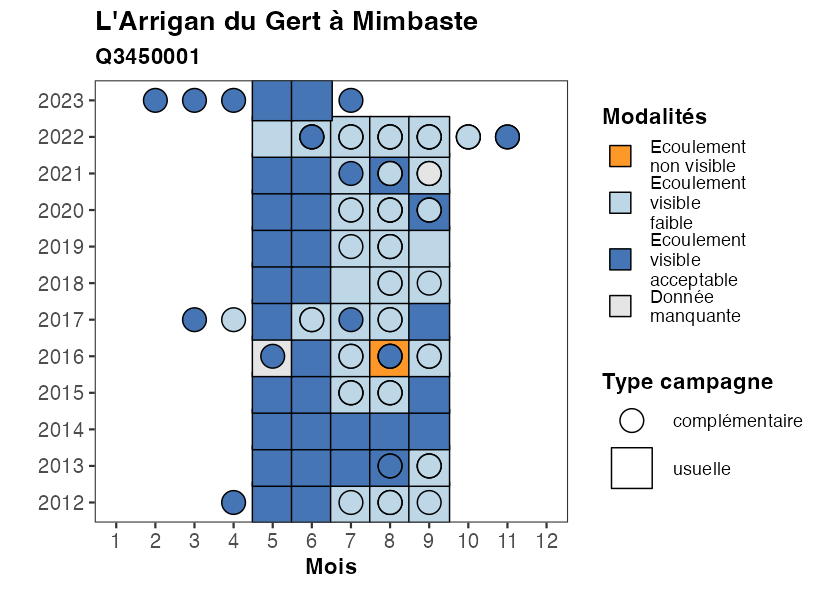 L'Arrigan du Gert à Mimbaste
Q3450001
2023
2022
2021
2020
2019
2018
2017
2016
2015
2014
2013
2012
1 2 3 4 5 6 7 8 9 10 11 12
Mois
Modalités
Ecoulement
non visible
Ecoulement
visible
faible
Ecoulement
visible
acceptable
Donnée
manquante
Type campagne
complémentaire
usuelle